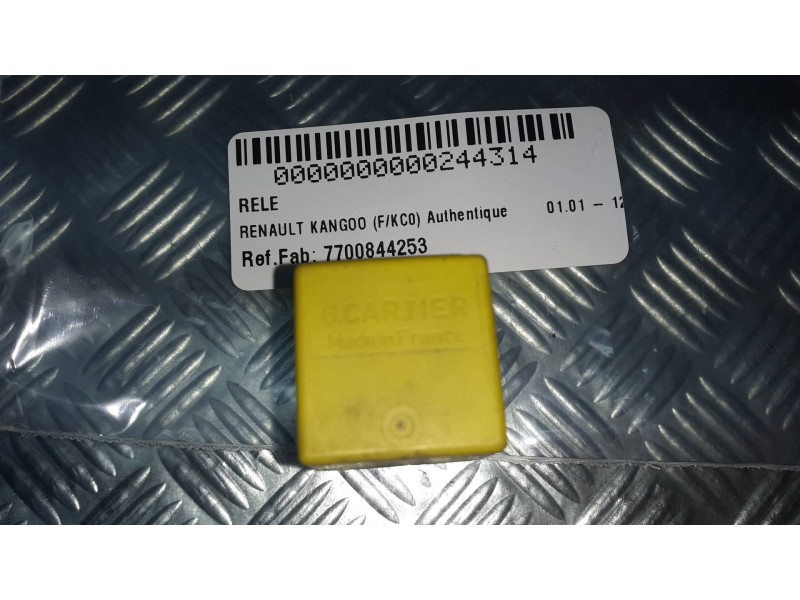 0000000000244314
RELE
RENAULT KANGOO (F/KC0) Authentique 01.01 - 12
Ref.Fab: 7700844253
G.CARTIER
Made in France